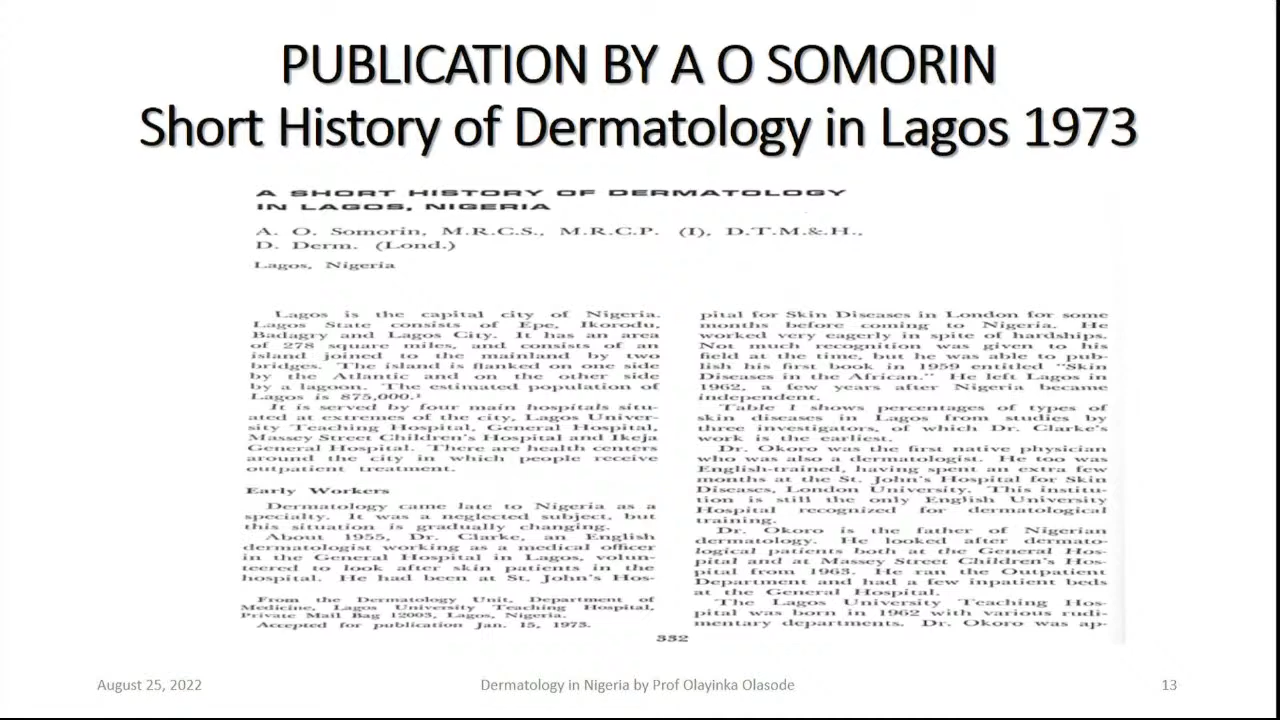 PUBLICATION BY A O SOMORIN
Short History of Dermatology in Lagos 1973
A SHORT HISTORY OF DERMATOLOGY
IN LAGOS, NIGERIA
A. O. Somorin, M.R.C.S., M.R.C.P. (I), D.T.M.&.H.,
D. Derm. (Lond.)
Lagos, Nigeria
Lagos is the capital city of Nigeria.
Lagos State consists of Epe, Ikorodu,
Badagry and Lagos City. It has an area
of 278 square miles, and consists of an
island joined to the mainland by two
bridges. The island is flanked on one side
by the Atlantic and on the other side
by a lagoon. The estimated population of
Lagos is 875,000.¹
It is served by four main hospitals situ-
ated at extremes of the city, Lagos Univer-
sity Teaching Hospital, General Hospital,
Massey Street Children's Hospital and Ikeja
General Hospital. There are health centers
around the city in which people receive
outpatient treatment.
Early Workers
Dermatology came late to Nigeria as a
specialty. It was a neglected subject, but
this situation is gradually changing.
About 1955, Dr. Clarke, an English
dermatologist working as a medical officer
in the General Hospital in Lagos, volun-
teered to look after skin patients in the
hospital. He had been at St. John's Hos-
From the Dermatology Unit, Department of
Medicine, Lagos University Teaching Hospital,
Private Mail Bag 12003, Lagos, Nigeria.
Accepted for publication Jan. 15, 1973.
pital for Skin Diseases in London for some
months before coming to Nigeria. He
worked very eagerly in spite of hardships.
Not much recognition was given to his
field at the time, but he was able to pub-
lish his first book in 1959 entitled "Skin
Diseases in the African." He left Lagos in
1962, a few years after Nigeria became
independent.
Table I shows percentages of types of
skin diseases in Lagos from studies by
three investigators, of which Dr. Clarke's
work is the earliest.
Dr. Okoro was the first native physician
who was also a dermatologist. He too was
English-trained, having spent an extra few
months at the St. John's Hospital for Skin
Diseases, London University. This institu-
tion is still the only English University
Hospital recognized for dermatological
training.
Dr. Okoro is the father of Nigerian
dermatology. He looked after dermato-
logical patients both at the General Hos-
pital and at Massey Street Children's Hos-
pital from 1963. He ran the Outpatient
Department and had a few inpatient beds
at the General Hospital.
The Lagos University Teaching Hos-
pital was born in 1962 with various rudi-
mentary departments. Dr. Okoro was ap-
332
August 25, 2022
Dermatology in Nigeria by Prof Olayinka Olasode
13